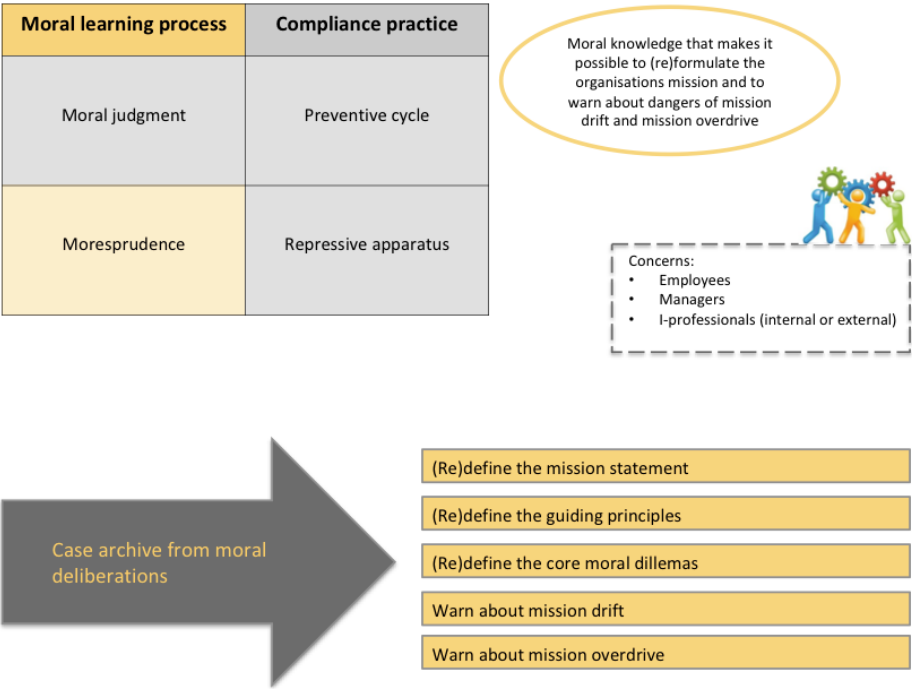 Moral learning process
Compliance practice
Moral judgment
Preventive cycle
Moresprudence
Repressive apparatus
Moral knowledge that makes it
possible to (re)formulate the
organisations mission and to
warn about dangers of mission
drift and mission overdrive
Concerns:
• Employees
• Managers
• I-professionals (internal or external)
Case archive from moral
deliberations
(Re)define the mission statement
(Re)define the guiding principles
(Re)define the core moral dillemas
Warn about mission drift
Warn about mission overdrive